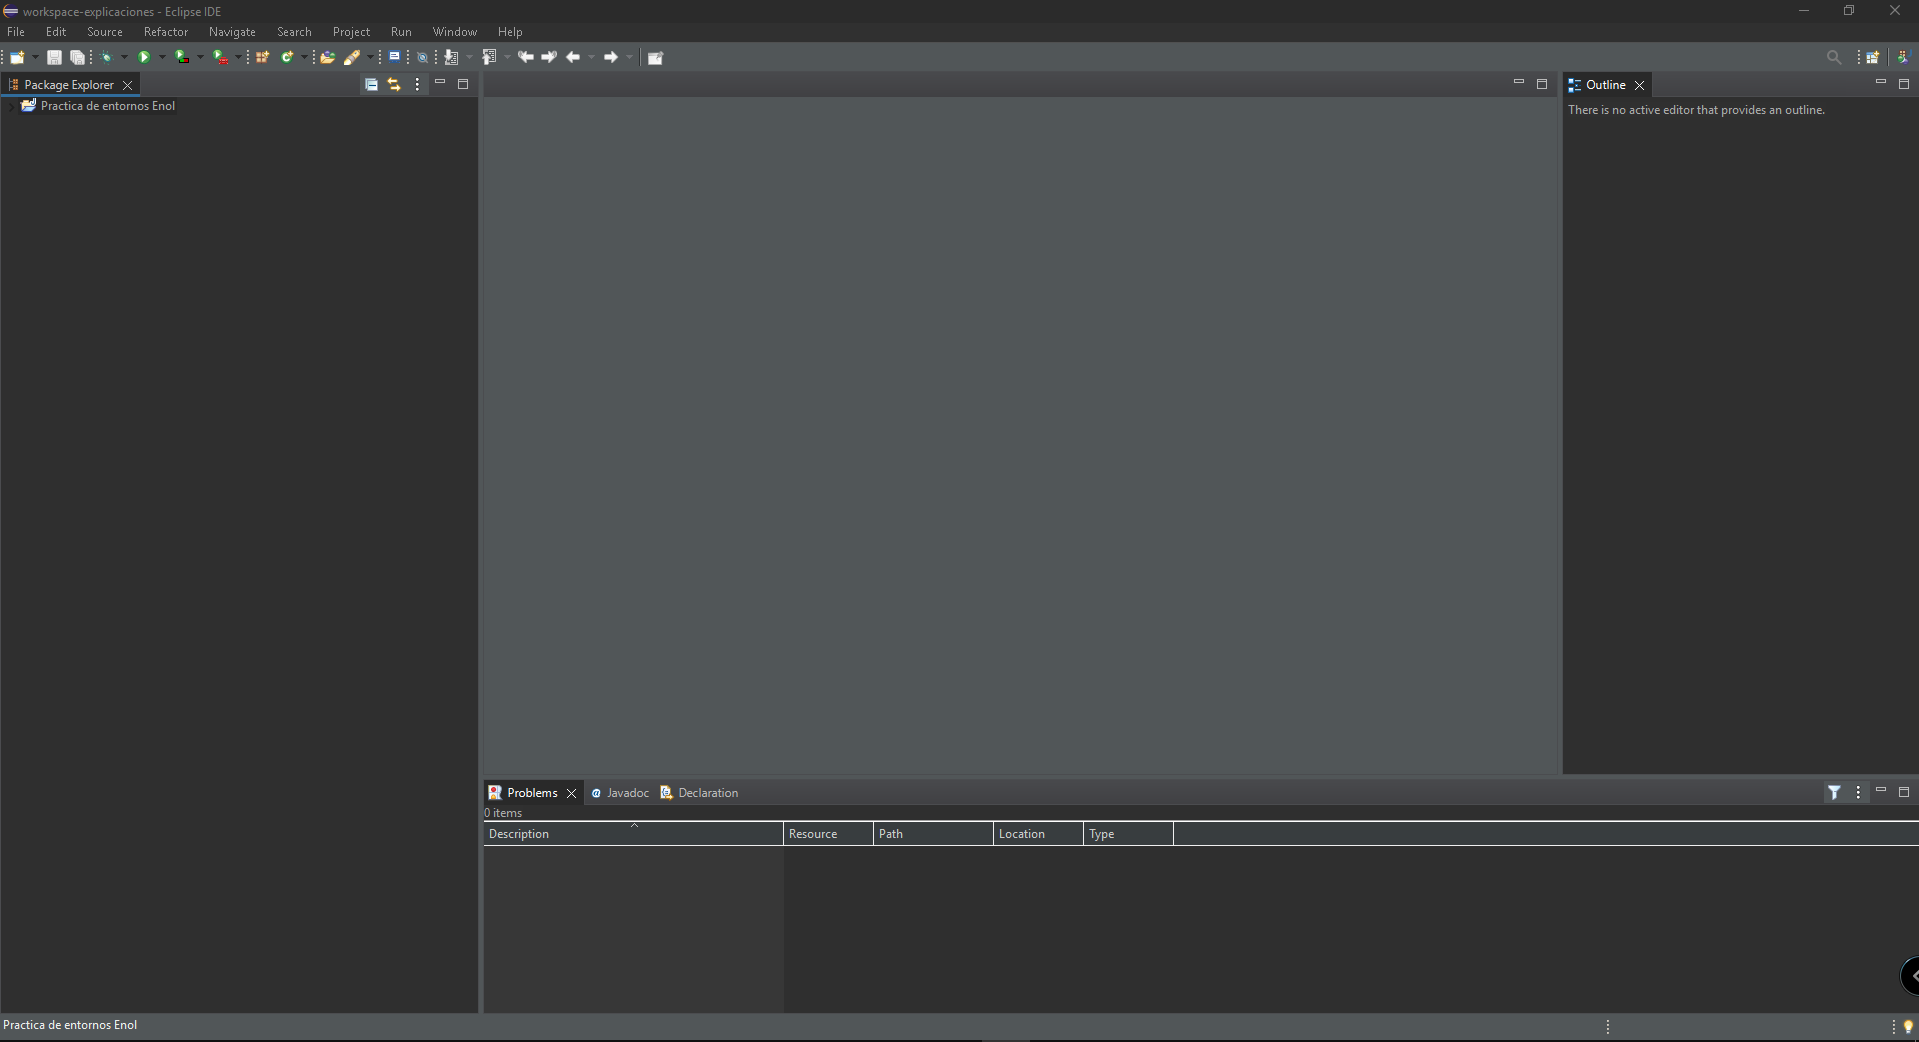 workspace-explicaciones - Eclipse IDE
File Edit Source Refactor Navigate Search Project Run Window Help
Package Explorer
Practica de entornos Enol
Outline
There is no active editor that provides an outline.
Problems @ Javadoc Declaration
0 items
Description Resource Path Location Type
Practica de entornos Enol